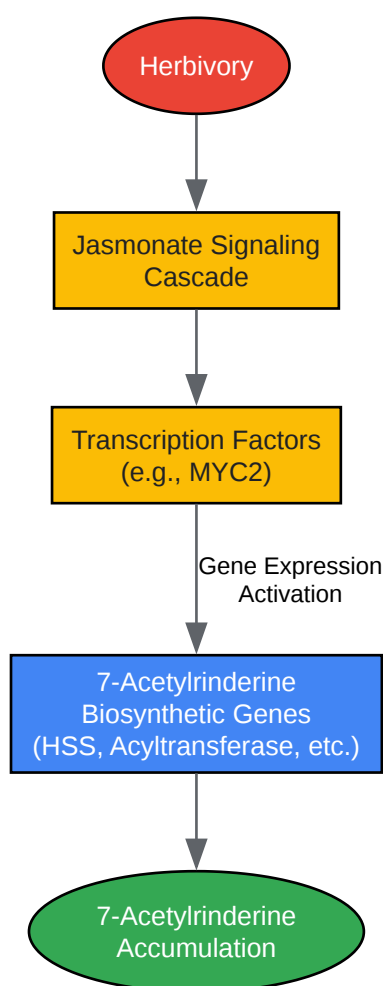 Herbivory
Jasmonate Signaling
Cascade
Transcription Factors
(e.g., MYC2)
Gene Expression
Activation
7-Acetylrinderine
Biosynthetic Genes
(HSS, Acyltransferase, etc.)
7-Acetylrinderine
Accumulation